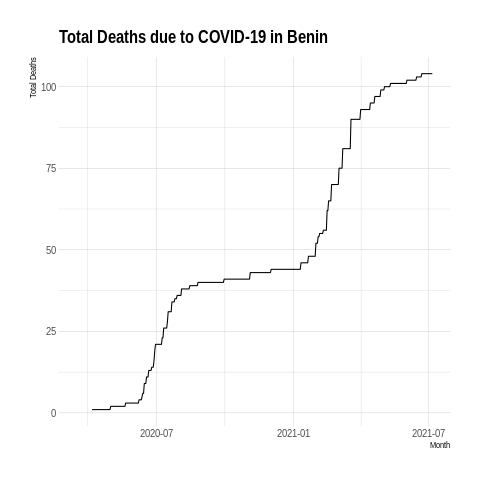 Total Deaths due to COVID-19 in Benin
Total Deaths
100
75
50
25
0
2020-07
2021-01
2021-07
Month